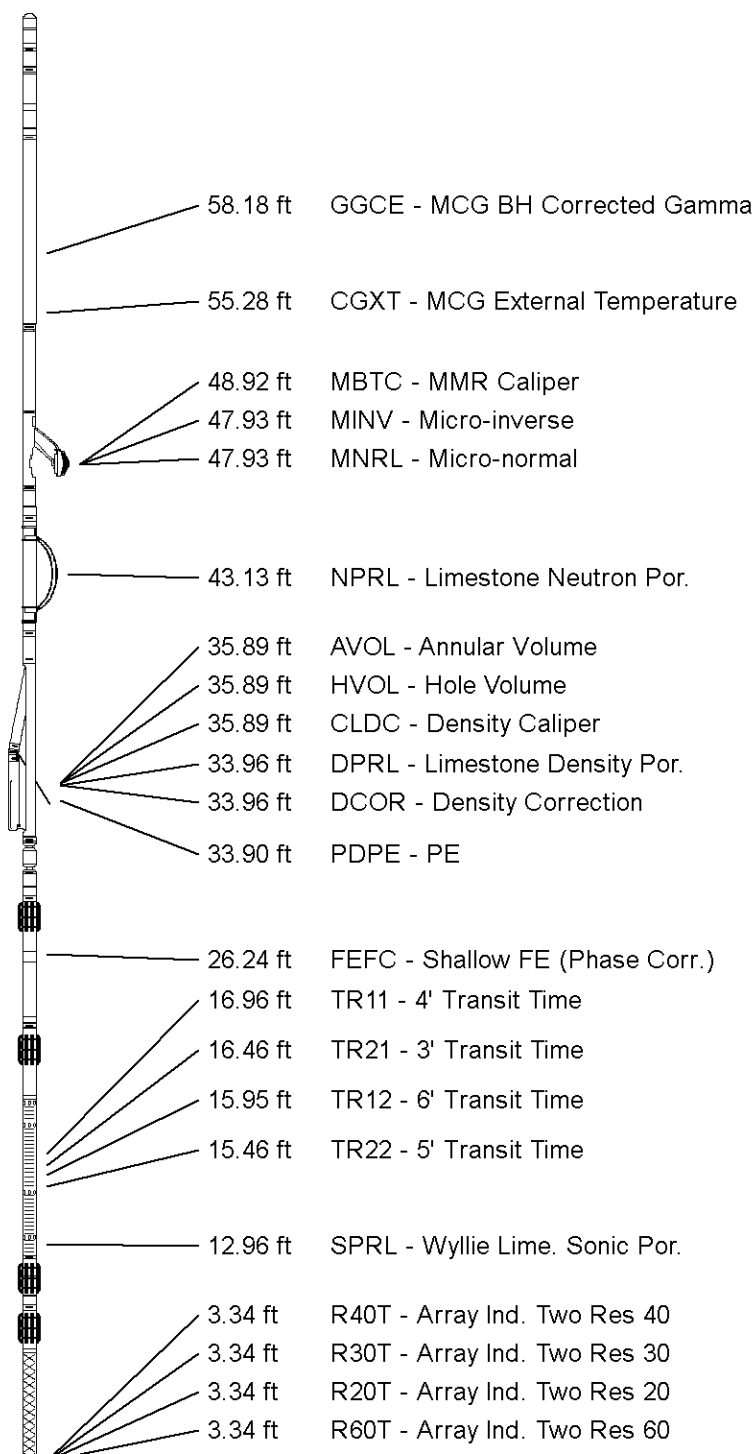 58.18 ft GGCE - MCG BH Corrected Gamma
55.28 ft CGXT - MCG External Temperature
48.92 ft MBTC - MMR Caliper
47.93 ft MINV - Micro-inverse
47.93 ft MNRL - Micro-normal
43.13 ft NPRL - Limestone Neutron Por.
35.89 ft AVOL - Annular Volume
35.89 ft HVOL - Hole Volume
35.89 ft CLDC - Density Caliper
33.96 ft DPRL - Limestone Density Por.
33.96 ft DCOR - Density Correction
33.90 ft PDPE - PE
26.24 ft FEFC - Shallow FE (Phase Corr.)
16.96 ft TR11 - 4' Transit Time
16.46 ft TR21 - 3' Transit Time
15.95 ft TR12 - 6' Transit Time
15.46 ft TR22 - 5' Transit Time
12.96 ft SPRL - Wyllie Lime. Sonic Por.
3.34 ft R40T - Array Ind. Two Res 40
3.34 ft R30T - Array Ind. Two Res 30
3.34 ft R20T - Array Ind. Two Res 20
3.34 ft R60T - Array Ind. Two Res 60